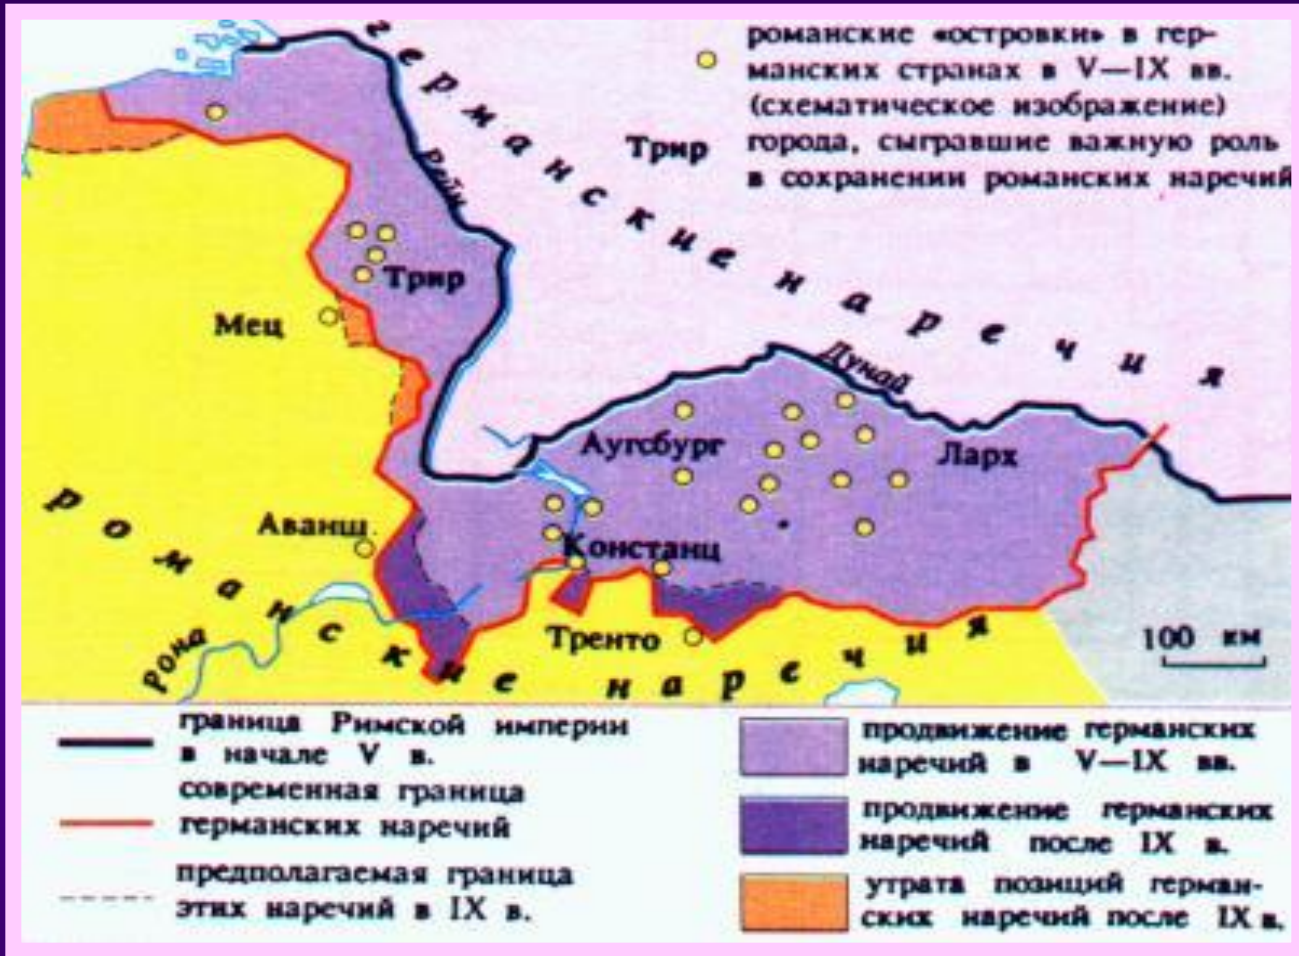 романские «островки» в гер-
манских странах в V—IX вв.
(схематическое изображение)
Трир города, сыгравшие важную роль
в сохранении романских наречий
германские наречия
Рейн
Трир
Мец
Дунай
Аугсбург
Ларх
Аванш
Констанц
романские наречия
Рона
Тренто
100 км
граница Римской империи
в начале V в.
современная граница
германских наречий
предполагаемая граница
этих наречий в IX в.
продвижение германских
наречий в V—IX вв.
продвижение германских
наречий после IX в.
утрата позиций герман-
ских наречий после IX в.